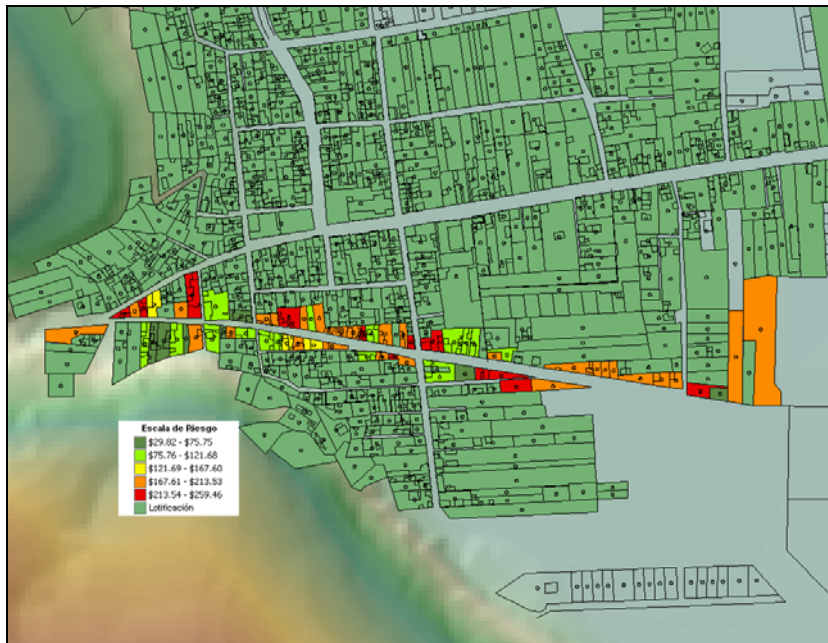 Escala de Riesgo
$29.82 - $75.75
$75.76 - $121.68
$121.69 - $167.60
$167.61 - $213.53
$213.54 - $259.46
Lotificación